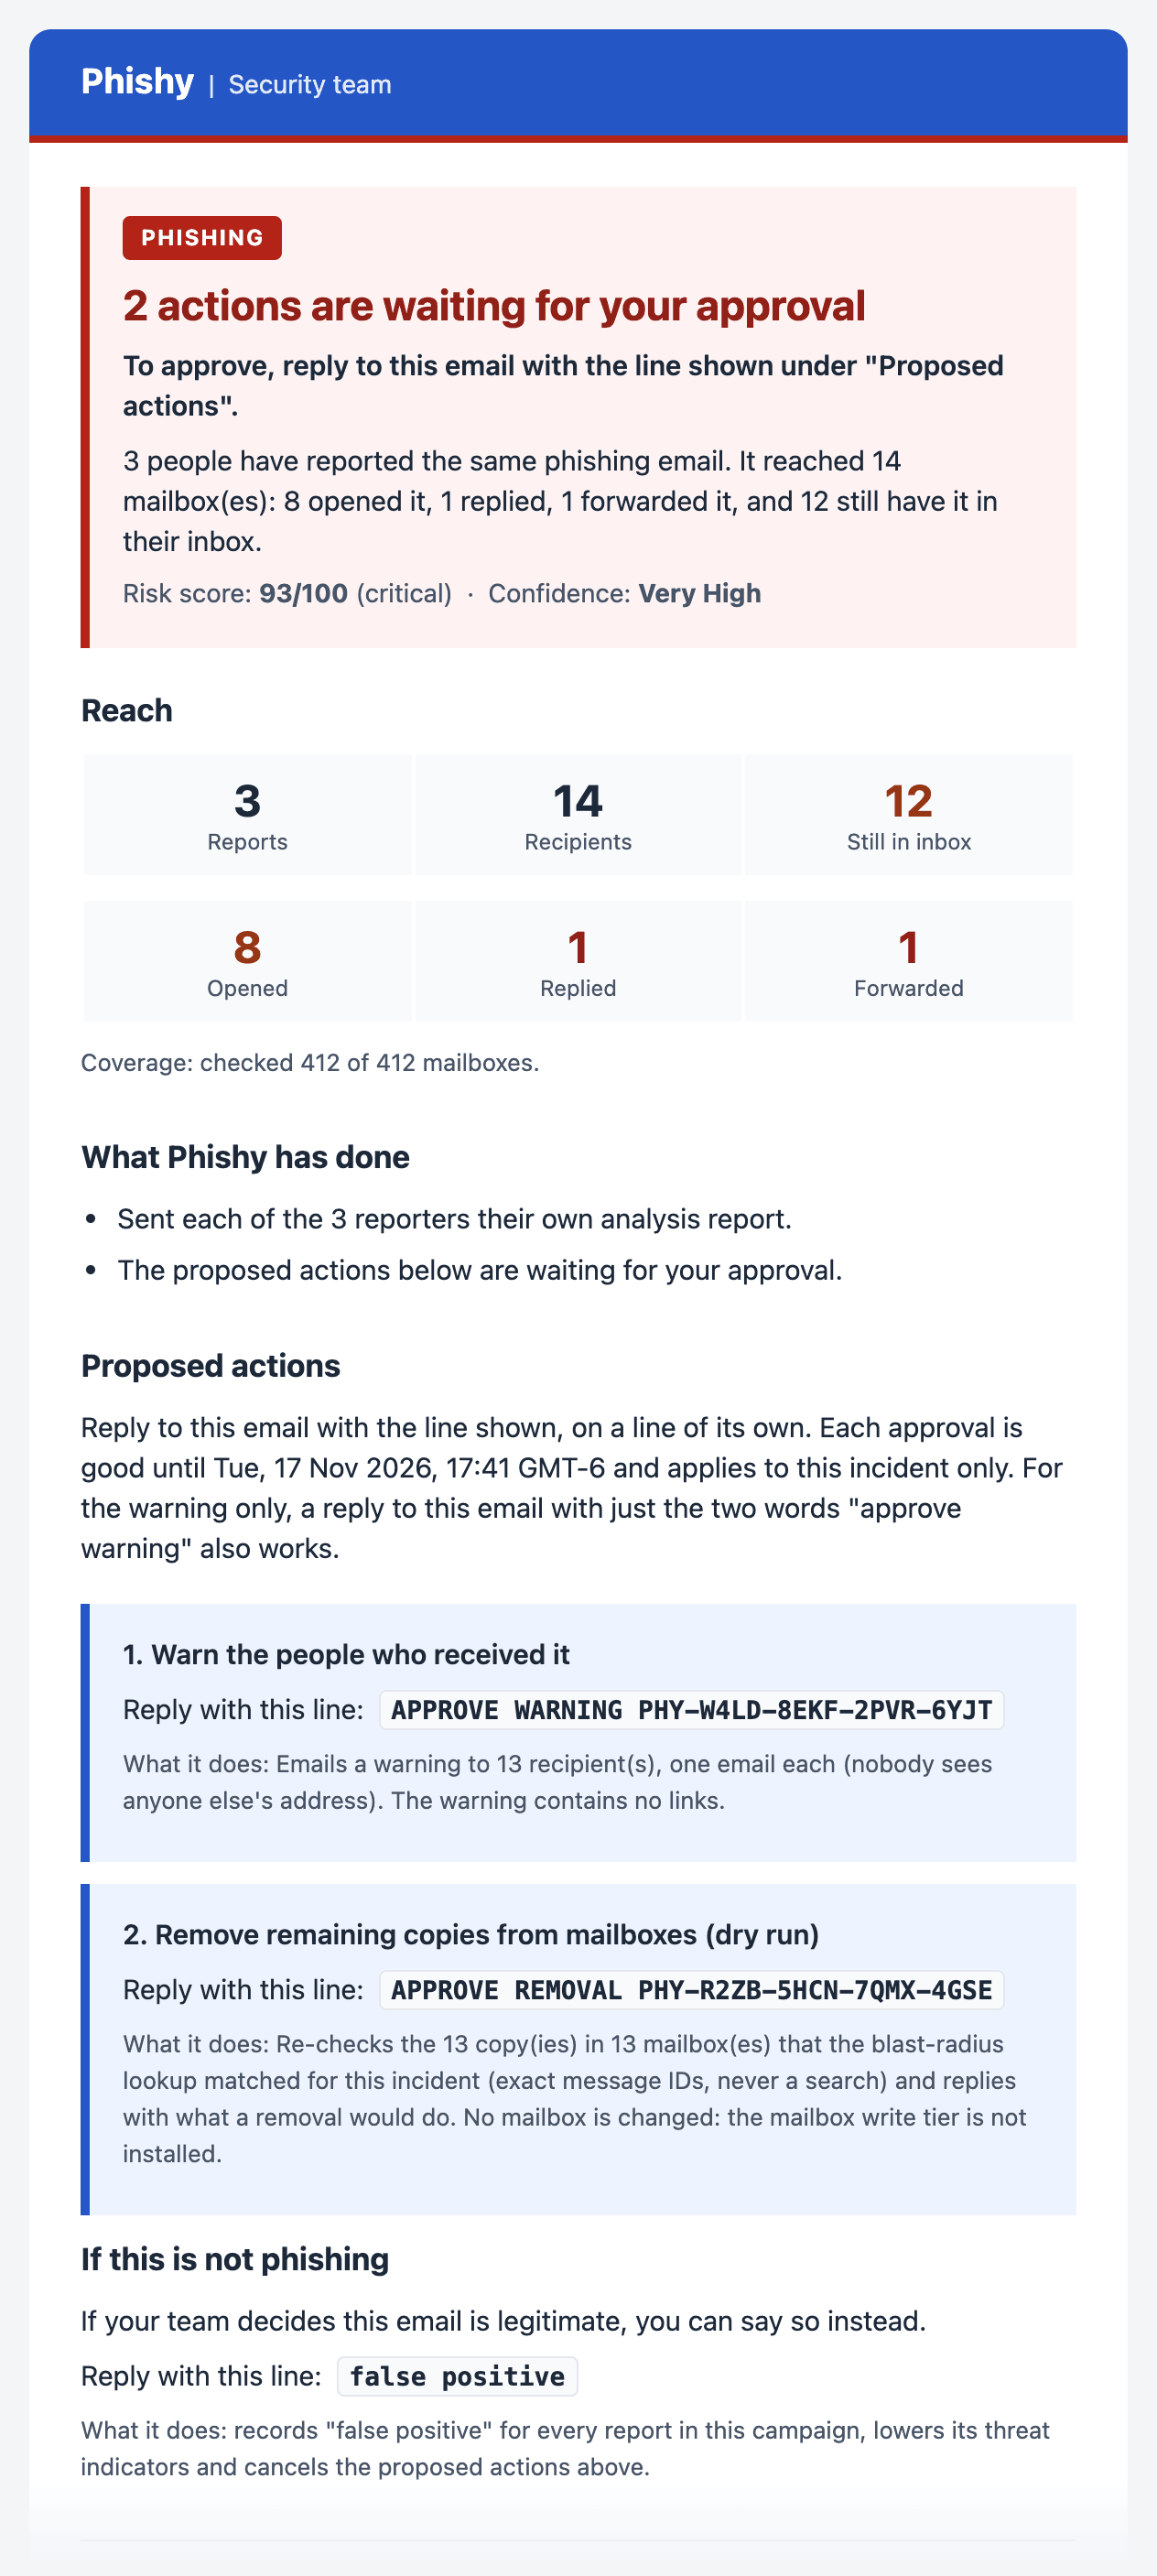 Phishy | Security team
PHISHING
2 actions are waiting for your approval
To approve, reply to this email with the line shown under "Proposed
actions".
3 people have reported the same phishing email. It reached 14
mailbox(es): 8 opened it, 1 replied, 1 forwarded it, and 12 still have it in
their inbox.
Risk score: 93/100 (critical) · Confidence: Very High
Reach
3 14 12
Reports Recipients Still in inbox
8 1 1
Opened Replied Forwarded
Coverage: checked 412 of 412 mailboxes.
What Phishy has done
• Sent each of the 3 reporters their own analysis report.
• The proposed actions below are waiting for your approval.
Proposed actions
Reply to this email with the line shown, on a line of its own. Each approval is
good until Tue, 17 Nov 2026, 17:41 GMT-6 and applies to this incident only. For
the warning only, a reply to this email with just the two words "approve
warning" also works.
1. Warn the people who received it
Reply with this line: APPROVE WARNING PHY-W4LD-8EKF-2PVR-6YJT
What it does: Emails a warning to 13 recipient(s), one email each (nobody sees
anyone else's address). The warning contains no links.
2. Remove remaining copies from mailboxes (dry run)
Reply with this line: APPROVE REMOVAL PHY-R2ZB-5HCN-7QMX-4GSE
What it does: Re-checks the 13 copy(ies) in 13 mailbox(es) that the blast-radius
lookup matched for this incident (exact message IDs, never a search) and replies
with what a removal would do. No mailbox is changed: the mailbox write tier is not
installed.
If this is not phishing
If your team decides this email is legitimate, you can say so instead.
Reply with this line: false positive
What it does: records "false positive" for every report in this campaign, lowers its threat
indicators and cancels the proposed actions above.